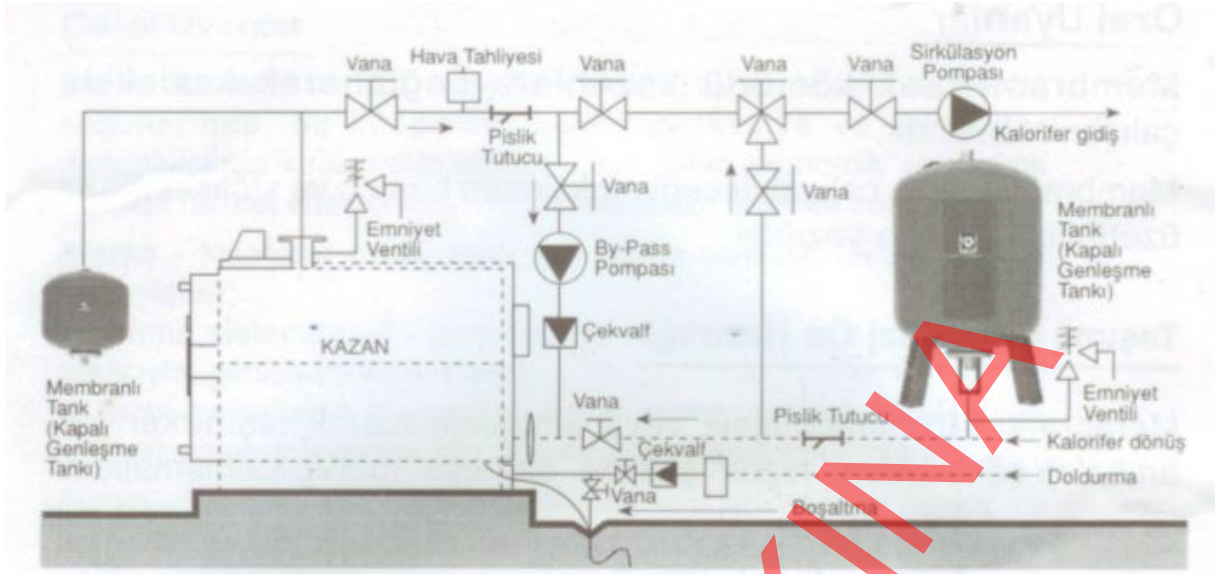 Özel Uyarılar
Vana
Hava Tahliyesi
Vana
Vana
Vana
Sirkülasyon
Pompası
Pislik
Tutucu
Kalorifer gidiş
Vana
Vana
Emniyet
Ventili
By-Pass
Pompası
Membranlı
Tank
(Kapalı
Genleşme
Tankı)
Çekvalf
KAZAN
Membranlı
Tank
(Kapalı
Genleşme
Tankı)
Vana
Pislik Tutucu
Emniyet
Ventili
Kalorifer dönüş
Çekvalf
Doldurma
Vana
Boşaltma